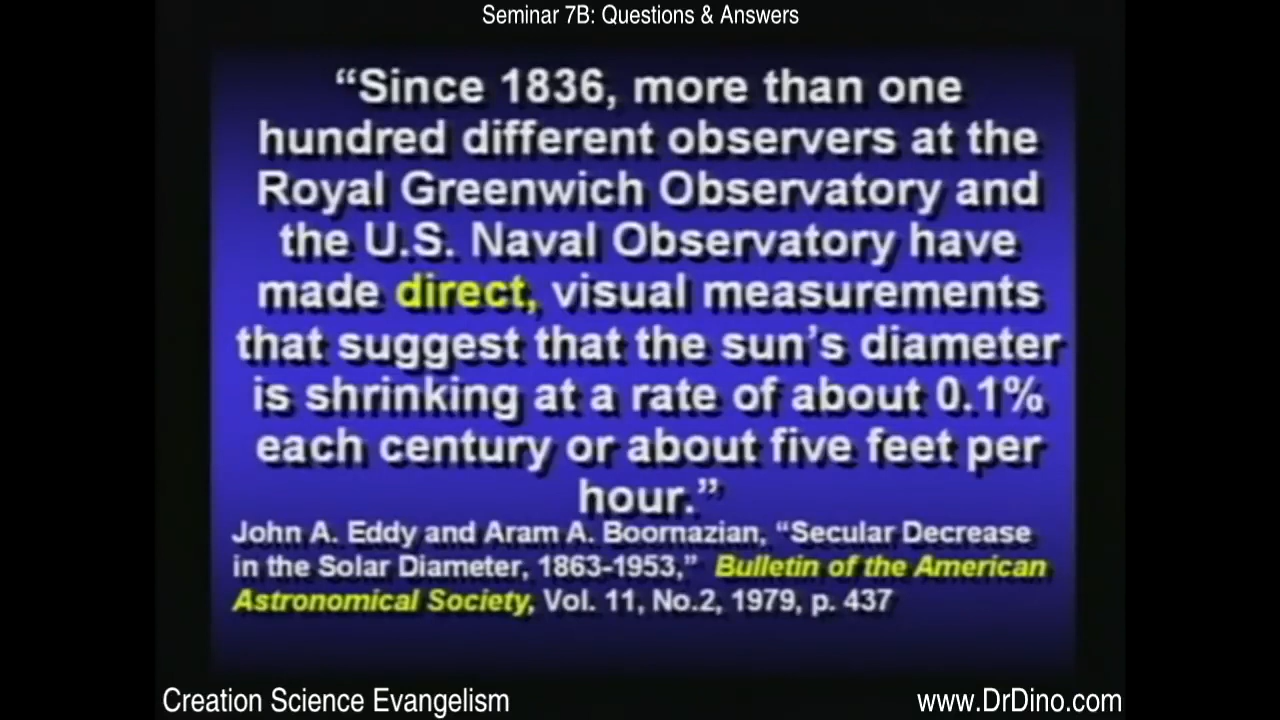 Seminar 7B: Questions & Answers
“Since 1836, more than one
hundred different observers at the
Royal Greenwich Observatory and
the U.S. Naval Observatory have
made direct, visual measurements
that suggest that the sun’s diameter
is shrinking at a rate of about 0.1%
each century or about five feet per
hour.”
John A. Eddy and Aram A. Boornazian, “Secular Decrease
in the Solar Diameter, 1863-1953,” Bulletin of the American
Astronomical Society, Vol. 11, No.2, 1979, p. 437
Creation Science Evangelism
www.DrDino.com